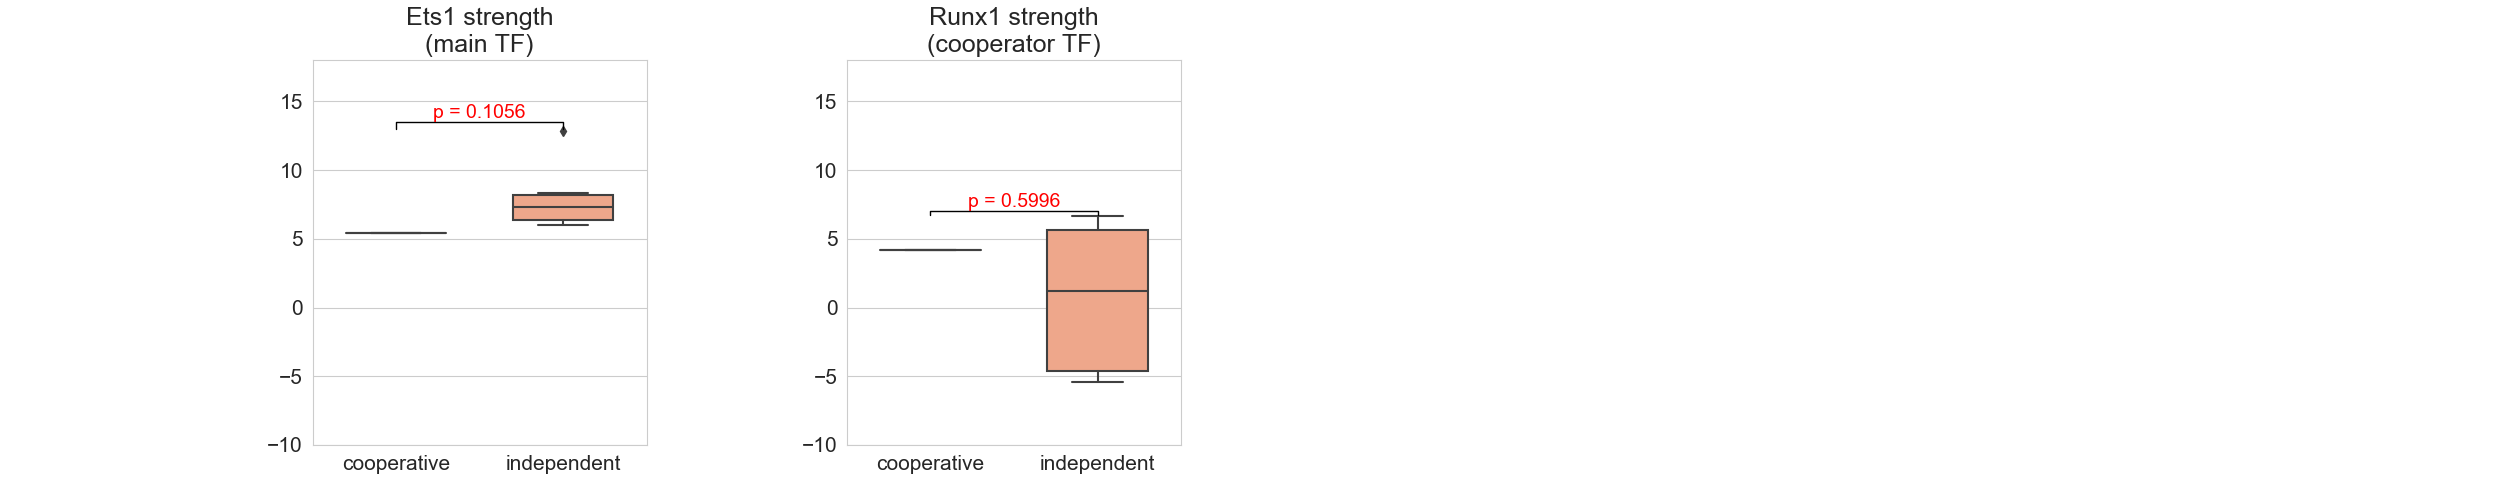 Ets1 strength
(main TF)
15
10
5
0
−5
−10
p = 0.1056
cooperative
independent
Runx1 strength
(cooperator TF)
15
10
5
0
−5
−10
p = 0.5996
cooperative
independent